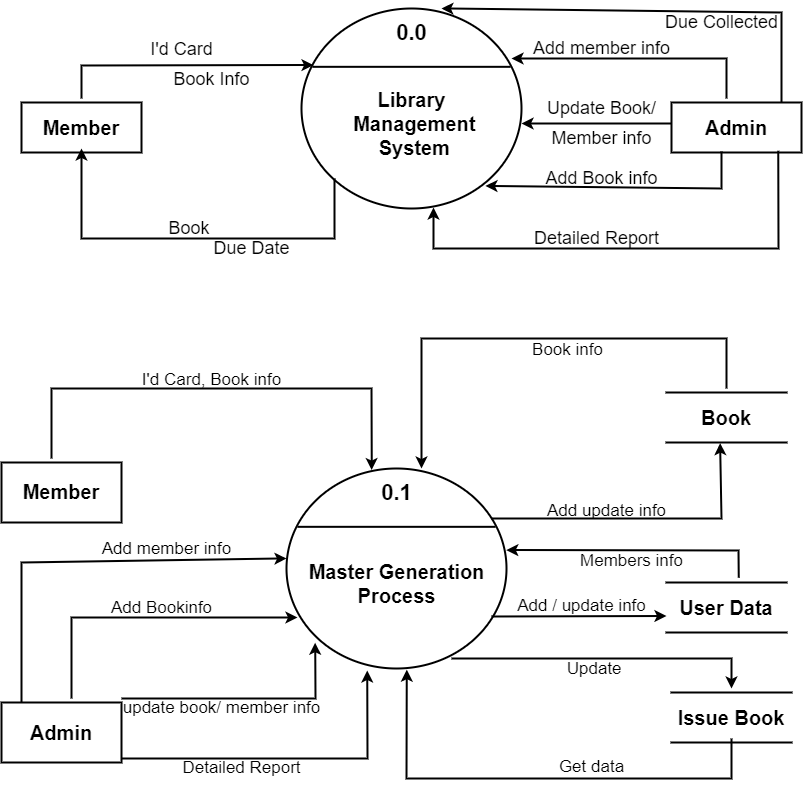 Due Collected
0.0
I'd Card
Add member info
Book Info
Library
Management
System
Update Book/
Member
Admin
Member info
Add Book info
Book
Due Date
Detailed Report
Book info
I'd Card, Book info
Book
Member
0.1
Add update info
Add member info
Members info
Master Generation
Process
Add Bookinfo
Add / update info
User Data
Update
update book/ member info
Issue Book
Admin
Detailed Report
Get data